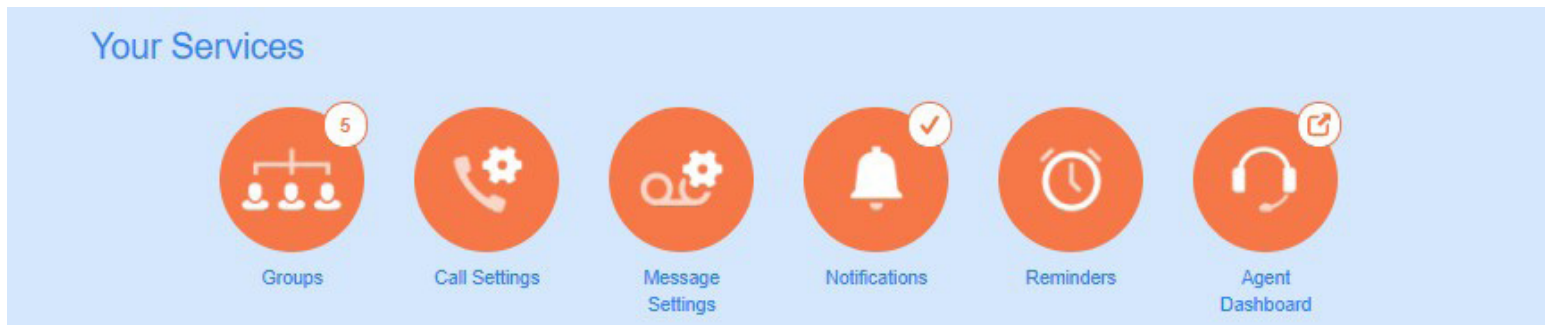 Your Services
5
Groups
Call Settings
Message
Settings
Notifications
Reminders
Agent
Dashboard